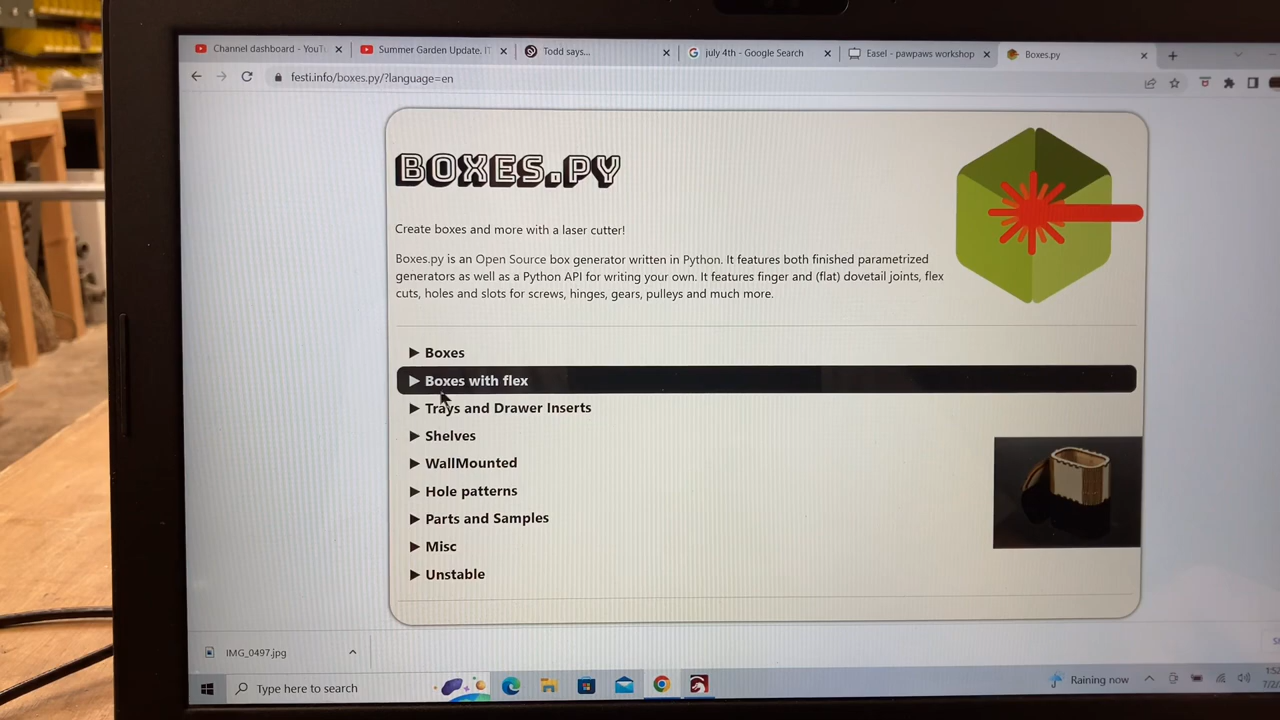 Channel dashboard - YouTu
Summer Garden Update.
Todd says...
july 4th - Google Search
Easel - pawpaws workshop
Boxes.py
festi.info/boxes.py/?language=en
BOXES.PY
Create boxes and more with a laser cutter!
Boxes.py is an Open Source box generator written in Python. It features both finished parametrized
generators as well as a Python API for writing your own. It features finger and (flat) dovetail joints, flex
cuts, holes and slots for screws, hinges, gears, pulleys and much more.
Boxes
Boxes with flex
Trays and Drawer Inserts
Shelves
WallMounted
Hole patterns
Parts and Samples
Misc
Unstable
IMG_0497.jpg
Type here to search
Raining now